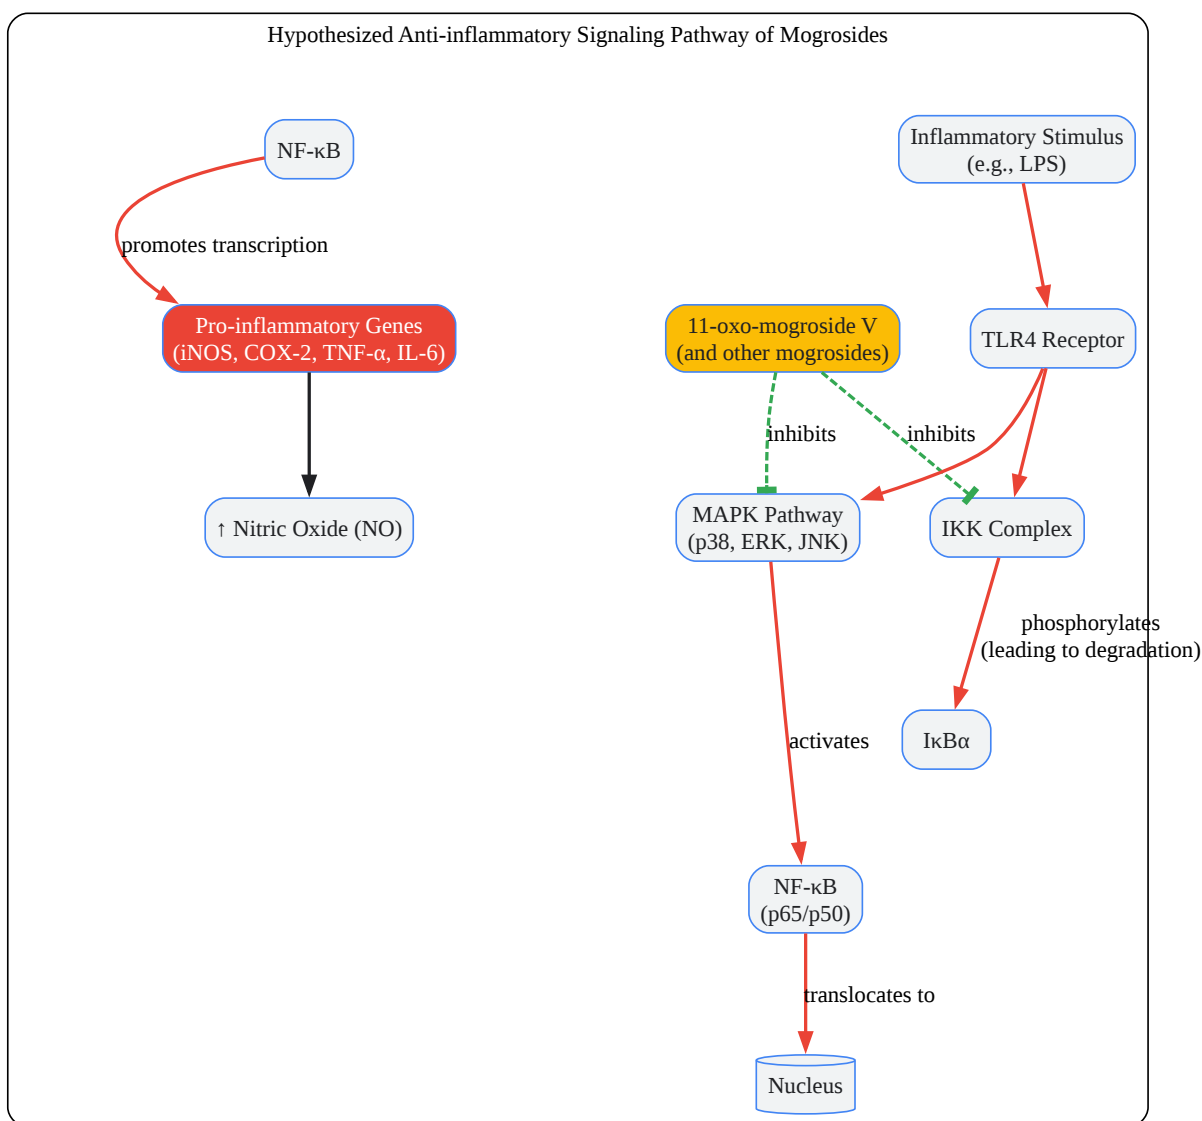 Hypothesized Anti-inflammatory Signaling Pathway of Mogrosides
NF-κB
Inflammatory Stimulus
(e.g., LPS)
promotes transcription
Pro-inflammatory Genes
(iNOS, COX-2, TNF-α, IL-6)
11-oxo-mogroside V
(and other mogrosides)
TLR4 Receptor
inhibits
inhibits
↑ Nitric Oxide (NO)
MAPK Pathway
(p38, ERK, JNK)
IKK Complex
phosphorylates
(leading to degradation)
activates
IκBα
NF-κB
(p65/p50)
translocates to
Nucleus